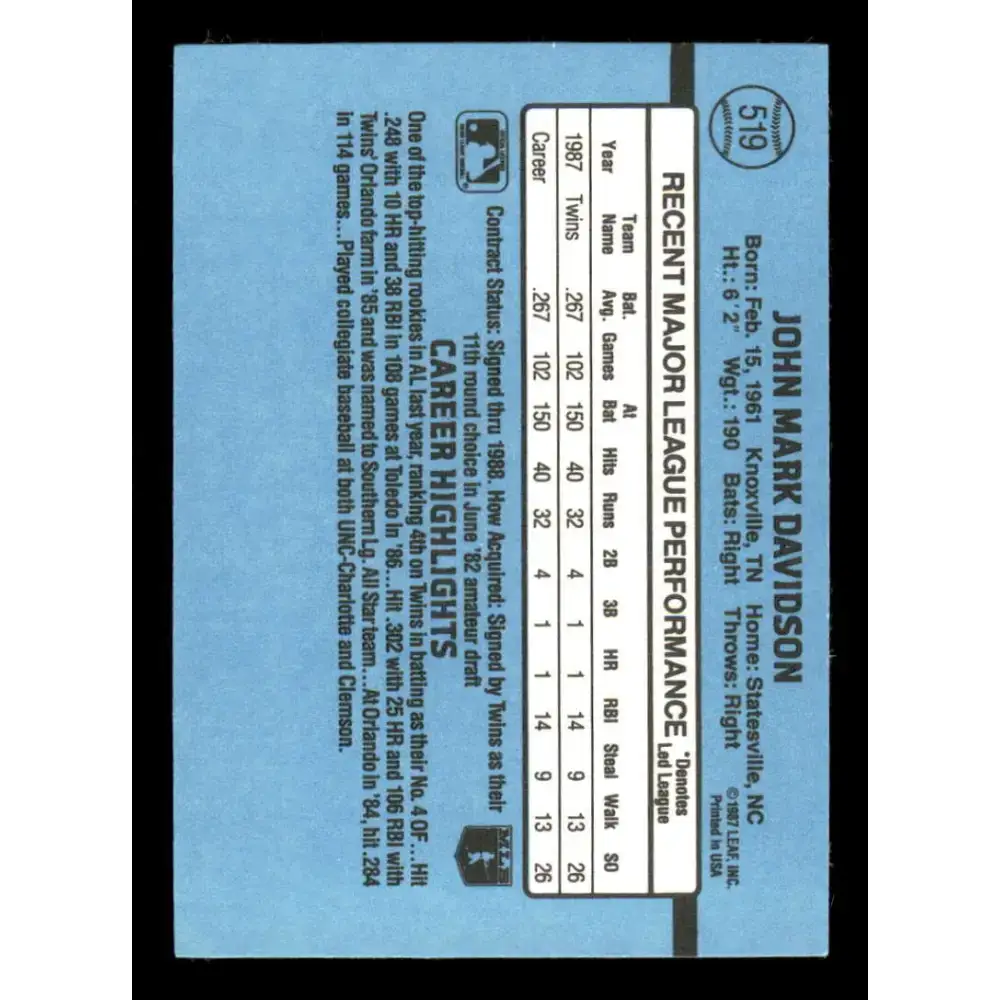 519
JOHN MARK DAVIDSON
Born: Feb. 15, 1961 Knoxville, TN Home: Statesville, NC
Ht.: 6'2" Wgt.: 190 Bats: Right Throws: Right
©1987 LEAF, INC.
Printed in USA
RECENT MAJOR LEAGUE PERFORMANCE *Denotes Led League
Year Team Name Bat. Avg. Games At Bat Hits Runs 2B 3B HR RBI Steal Walk SO
1987 Twins .267 102 150 40 32 4 1 1 14 9 13 26
Career .267 102 150 40 32 4 1 1 14 9 13 26
Contract Status: Signed thru 1988. How Acquired: Signed by Twins as their
11th round choice in June '82 amateur draft
MLB
CAREER HIGHLIGHTS
One of the top-hitting rookies in AL last year, ranking 4th on Twins in batting as their No. 4 OF...Hit
.248 with 10 HR and 38 RBI in 108 games at Toledo in '86...Hit .302 with 25 HR and 106 RBI with
Twins' Orlando farm in '85 and was named to Southern Lg. All Star team...At Orlando in '84, hit .284
in 114 games...Played collegiate baseball at both UNC-Charlotte and Clemson.